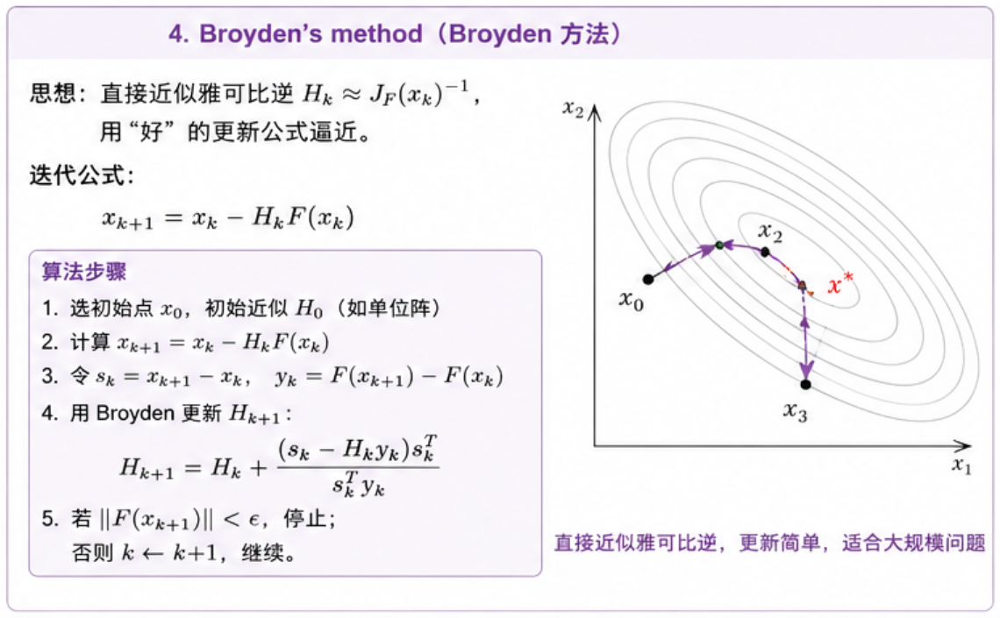 4. Broyden's method（Broyden 方法）
思想：直接近似雅可比逆 $H_k \approx J_F(x_k)^{-1}$，
用“好”的更新公式逼近。
迭代公式：
$x_{k+1} = x_k - H_k F(x_k)$
算法步骤
1. 选初始点 $x_0$，初始近似 $H_0$（如单位阵）
2. 计算 $x_{k+1} = x_k - H_k F(x_k)$
3. 令 $s_k = x_{k+1} - x_k, \quad y_k = F(x_{k+1}) - F(x_k)$
4. 用 Broyden 更新 $H_{k+1}$：
$H_{k+1} = H_k + \frac{(s_k - H_k y_k)s_k^T}{s_k^T y_k}$
5. 若 $\|F(x_{k+1})\| < \epsilon$，停止；
否则 $k \leftarrow k+1$，继续。
$x_2$
$x_2$
$x^*$
$x_0$
$x_3$
$x_1$
直接近似雅可比逆，更新简单，适合大规模问题